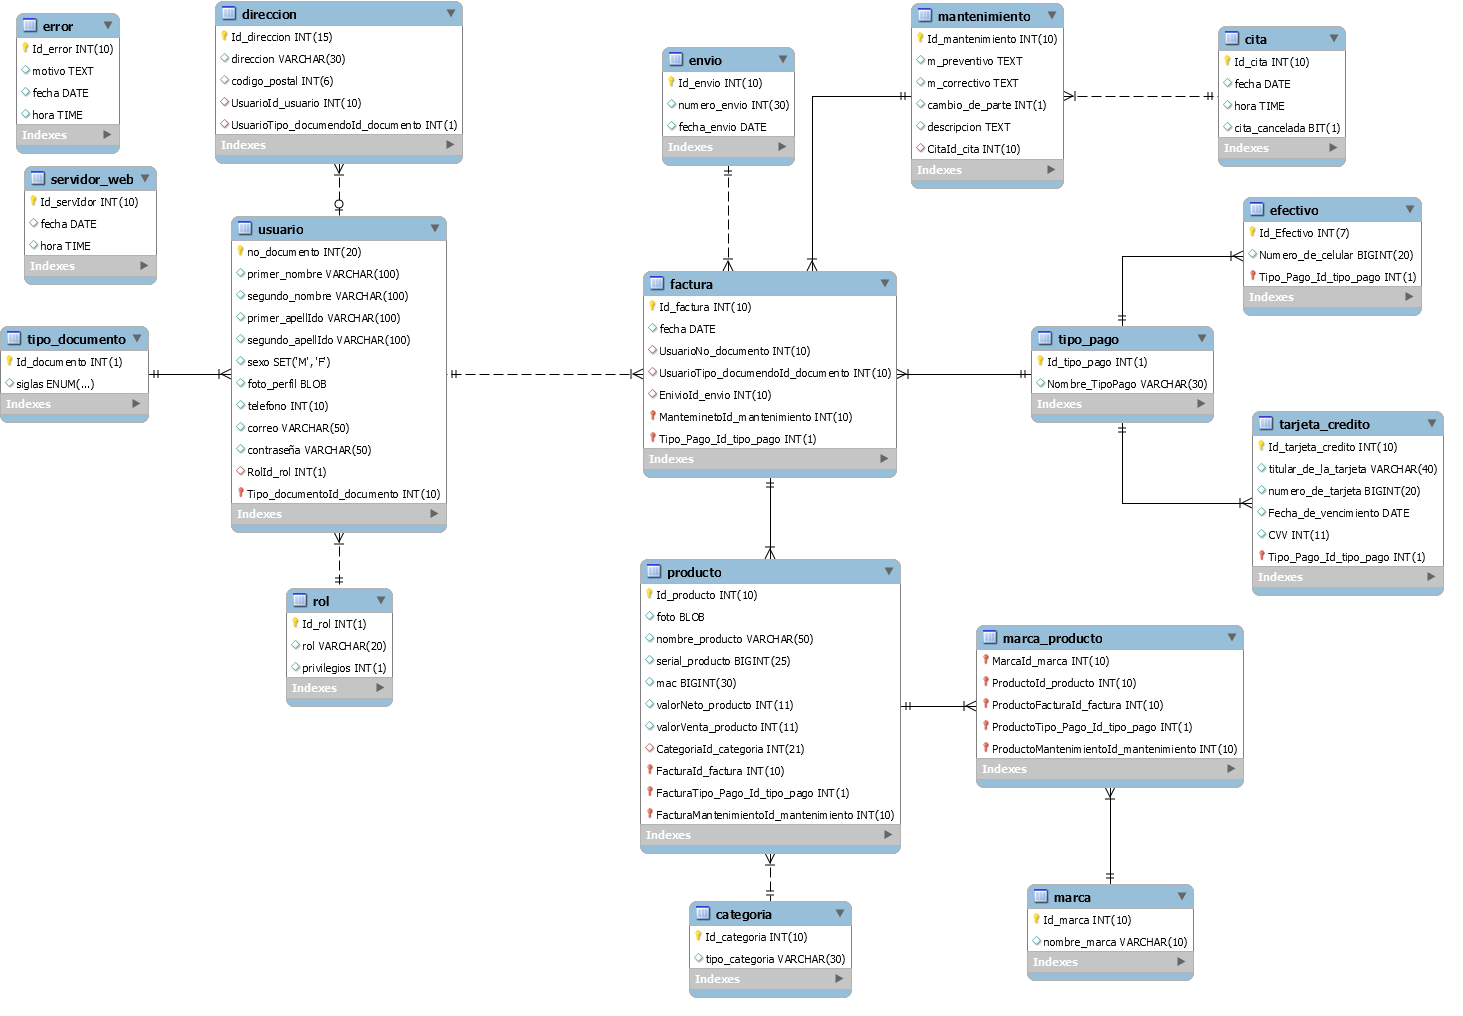 error
Id_error INT(10)
motivo TEXT
fecha DATE
hora TIME
Indexes
servidor_web
Id_servIdor INT(10)
fecha DATE
hora TIME
Indexes
tipo_documento
Id_documento INT(1)
siglas ENUM(...)
Indexes
direccion
Id_direccion INT(15)
direccion VARCHAR(30)
codigo_postal INT(6)
UsuarioId_usuario INT(10)
UsuarioTipo_documendoId_documento INT(1)
Indexes
usuario
no_documento INT(20)
primer_nombre VARCHAR(100)
segundo_nombre VARCHAR(100)
primer_apellIdo VARCHAR(100)
segundo_apellIdo VARCHAR(100)
sexo SET('M','F')
foto_perfil BLOB
telefono INT(10)
correo VARCHAR(50)
contraseña VARCHAR(50)
RolId_rol INT(1)
Tipo_documentoId_documento INT(10)
Indexes
rol
Id_rol INT(1)
rol VARCHAR(20)
privilegios INT(1)
Indexes
envio
Id_envio INT(10)
numero_envio INT(30)
fecha_envio DATE
Indexes
factura
Id_factura INT(10)
fecha DATE
UsuarioNo_documento INT(10)
UsuarioTipo_documendoId_documento INT(10)
EnivioId_envio INT(10)
ManteminetoId_mantenimiento INT(10)
Tipo_Pago_Id_tipo_pago INT(1)
Indexes
producto
Id_producto INT(10)
foto BLOB
nombre_producto VARCHAR(50)
serial_producto BIGINT(25)
mac BIGINT(30)
valorNeto_producto INT(11)
valorVenta_producto INT(11)
CategoriaId_categoria INT(21)
FacturaId_factura INT(10)
FacturaTipo_Pago_Id_tipo_pago INT(1)
FacturaMantenimientoId_mantenimiento INT(10)
Indexes
categoria
Id_categoria INT(10)
tipo_categoria VARCHAR(30)
Indexes
mantenimiento
Id_mantenimiento INT(10)
m_preventivo TEXT
m_correctivo TEXT
cambio_de_parte INT(1)
descripcion TEXT
CitaId_cita INT(10)
Indexes
cita
Id_cita INT(10)
fecha DATE
hora TIME
cita_cancelada BIT(1)
Indexes
efectivo
Id_Efectivo INT(7)
Numero_de_celular BIGINT(20)
Tipo_Pago_Id_tipo_pago INT(1)
Indexes
tipo_pago
Id_tipo_pago INT(1)
Nombre_TipoPago VARCHAR(30)
Indexes
tarjeta_credito
Id_tarjeta_credito INT(10)
titular_de_la_tarjeta VARCHAR(40)
numero_de_tarjeta BIGINT(20)
Fecha_de_vencimiento DATE
CVV INT(11)
Tipo_Pago_Id_tipo_pago INT(1)
Indexes
marca_producto
MarcaId_marca INT(10)
ProductoId_producto INT(10)
ProductoFacturaId_factura INT(10)
ProductoTipo_Pago_Id_tipo_pago INT(1)
ProductoMantenimientoId_mantenimiento INT(10)
Indexes
marca
Id_marca INT(10)
nombre_marca VARCHAR(10)
Indexes